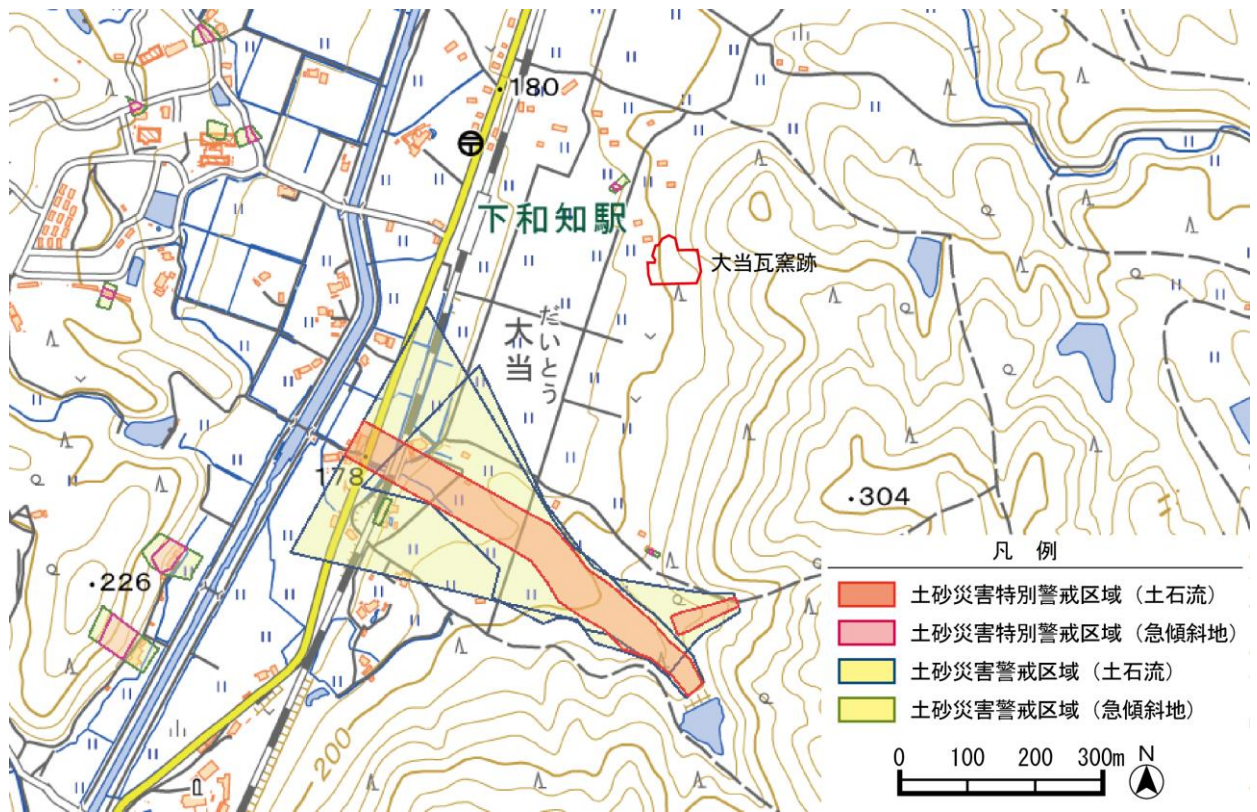 180
下和知駅
大当瓦窯跡
だいとう
大当
178
304
226
200
P
凡 例
土砂災害特別警戒区域（土石流）
土砂災害特別警戒区域（急傾斜地）
土砂災害警戒区域（土石流）
土砂災害警戒区域（急傾斜地）
0 100 200 300m
N